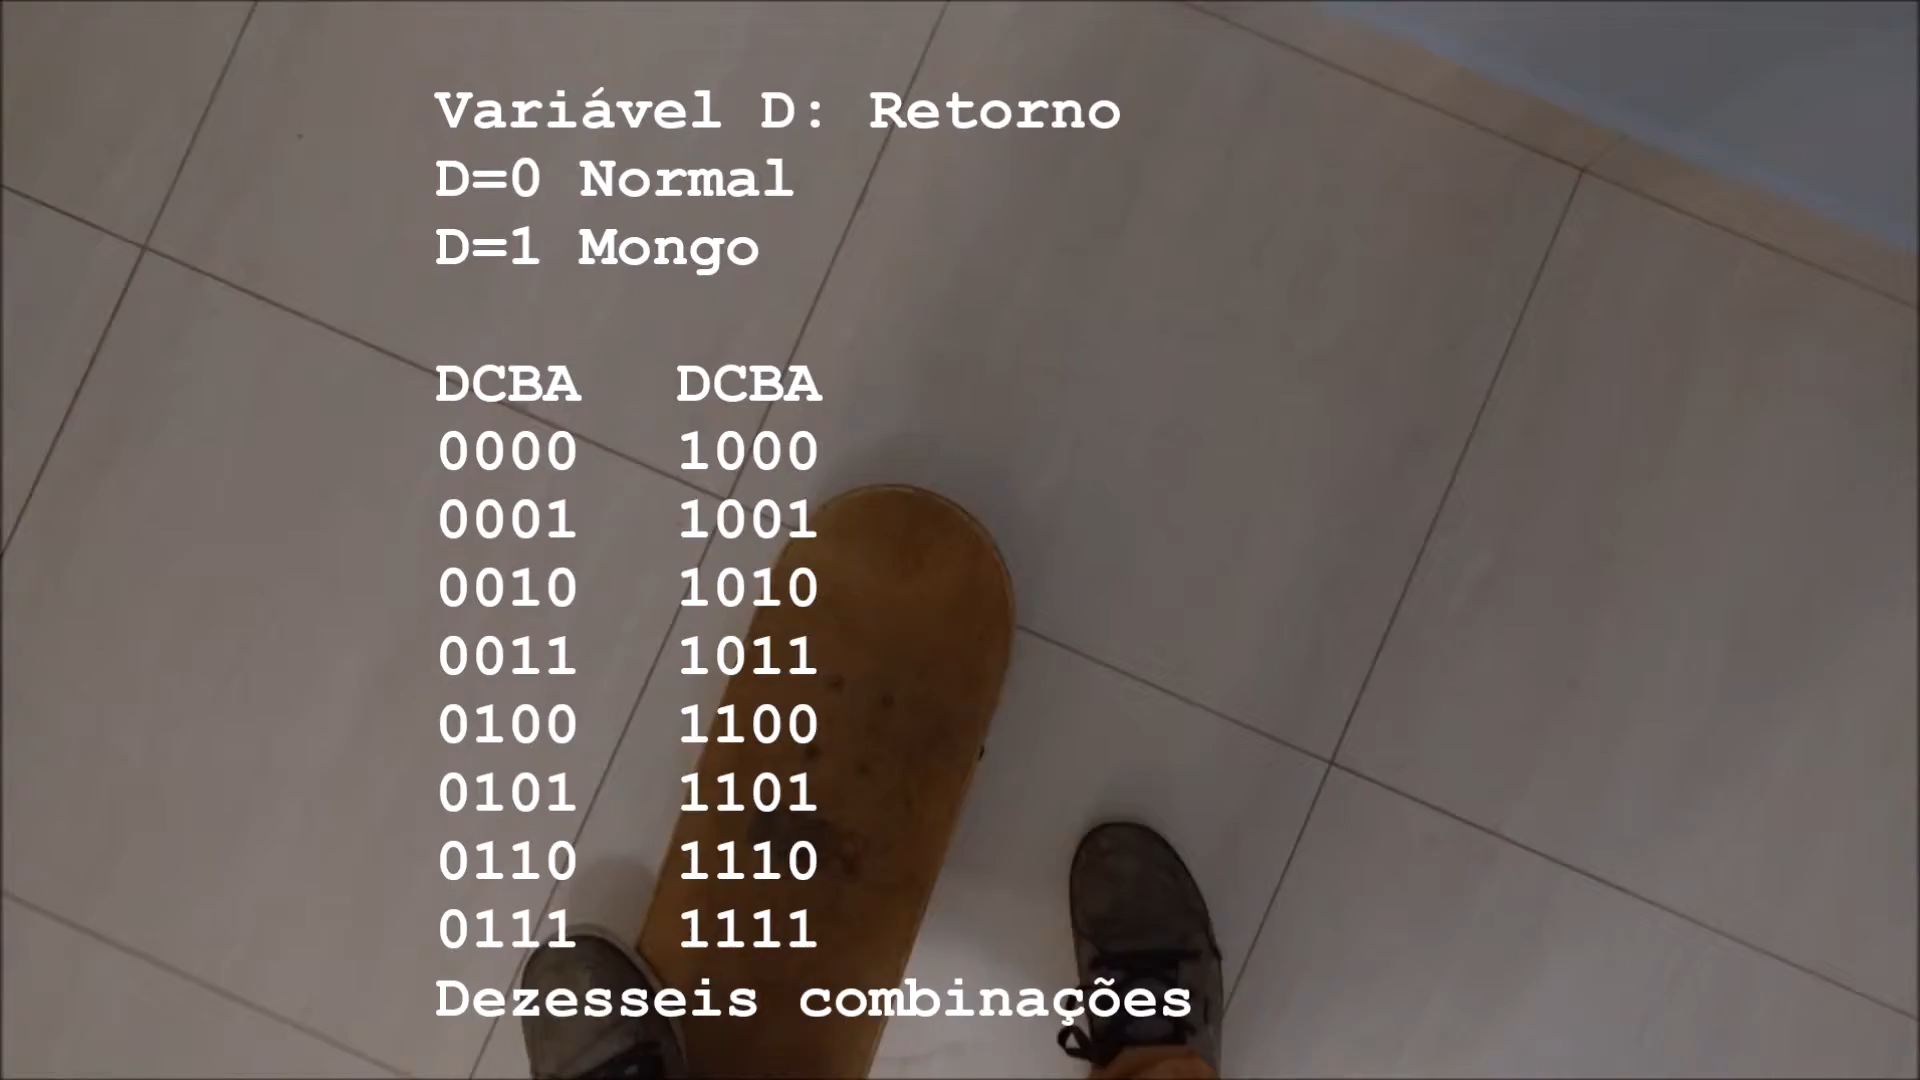 Variável D: Retorno
D=0 Normal
D=1 Mongo
DCBA DCBA
0000 1000
0001 1001
0010 1010
0011 1011
0100 1100
0101 1101
0110 1110
0111 1111
Dezesseis combinações